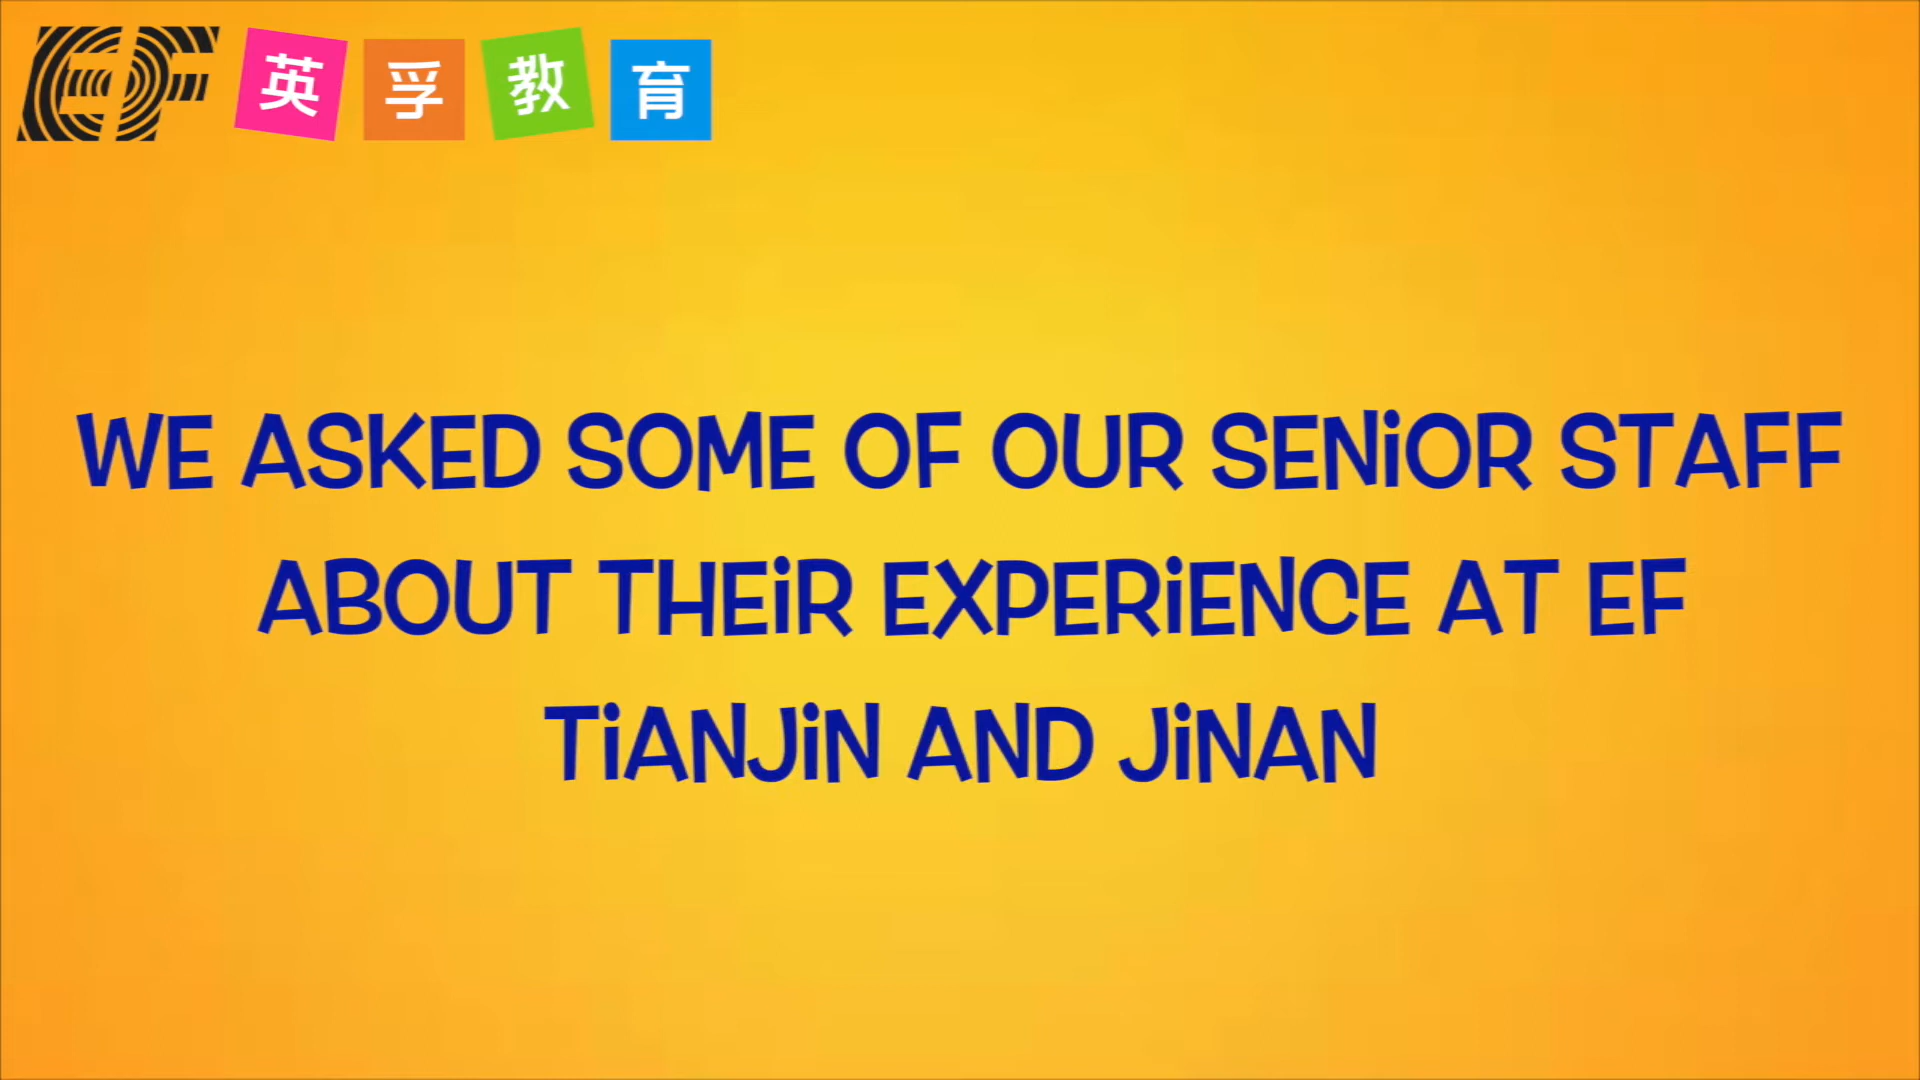 EF 英孚教育
WE ASKED SOME OF OUR SENiOR STAFF
ABOUT THEiR EXPERiENCE AT EF
TiANJiN AND JiNAN